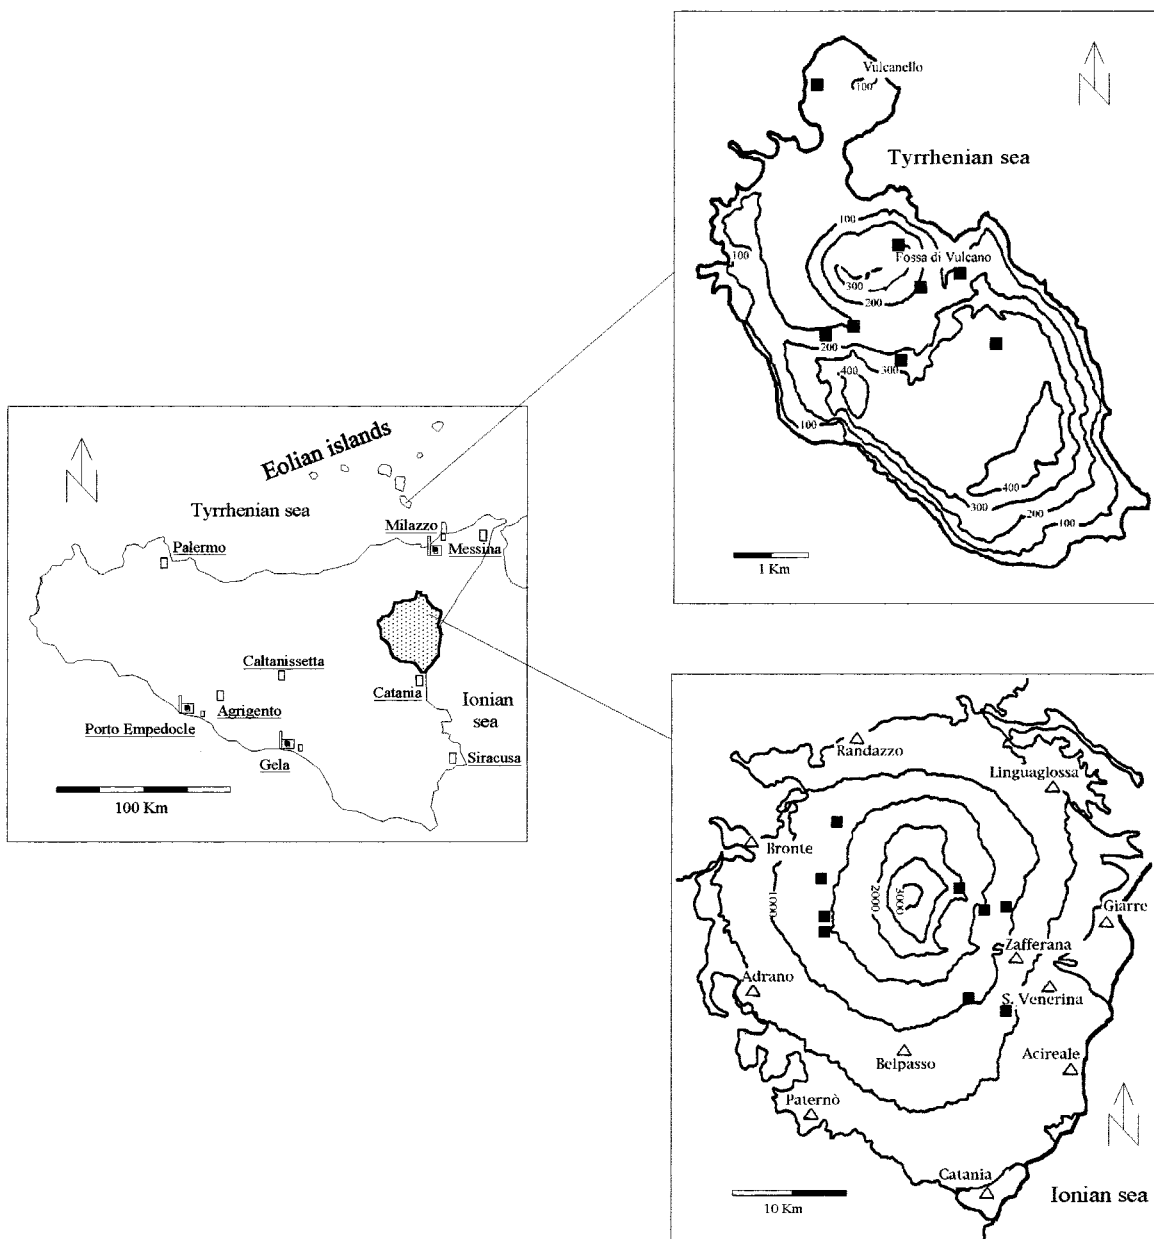 Vulcanello
100
Tyrrhenian sea
N
100
100
Fossa di Vulcano
300
200
200
300
400
100
400
300
200
100
1 Km
Eolian islands
N
Tyrrhenian sea
Milazzo
Messina
Palermo
Caltanissetta
Catania
Ionian
sea
Agrigento
Porto Empedocle
Gela
Siracusa
100 Km
Randazzo
Linguaglossa
Bronte
1000
2000
3000
Giarre
Zafferana
Adrano
S. Venerina
Belpasso
Acireale
Paternò
N
Catania
Ionian sea
10 Km